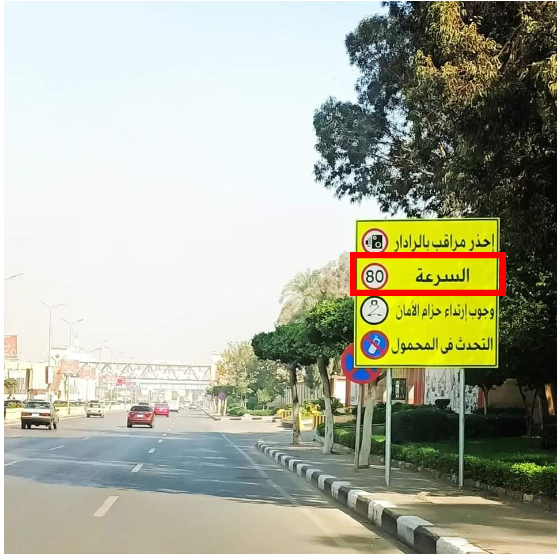 إحذر مراقب بالرادار
السرعة 80
وجوب إرتداء حزام الأمان
التحدث فى المحمول